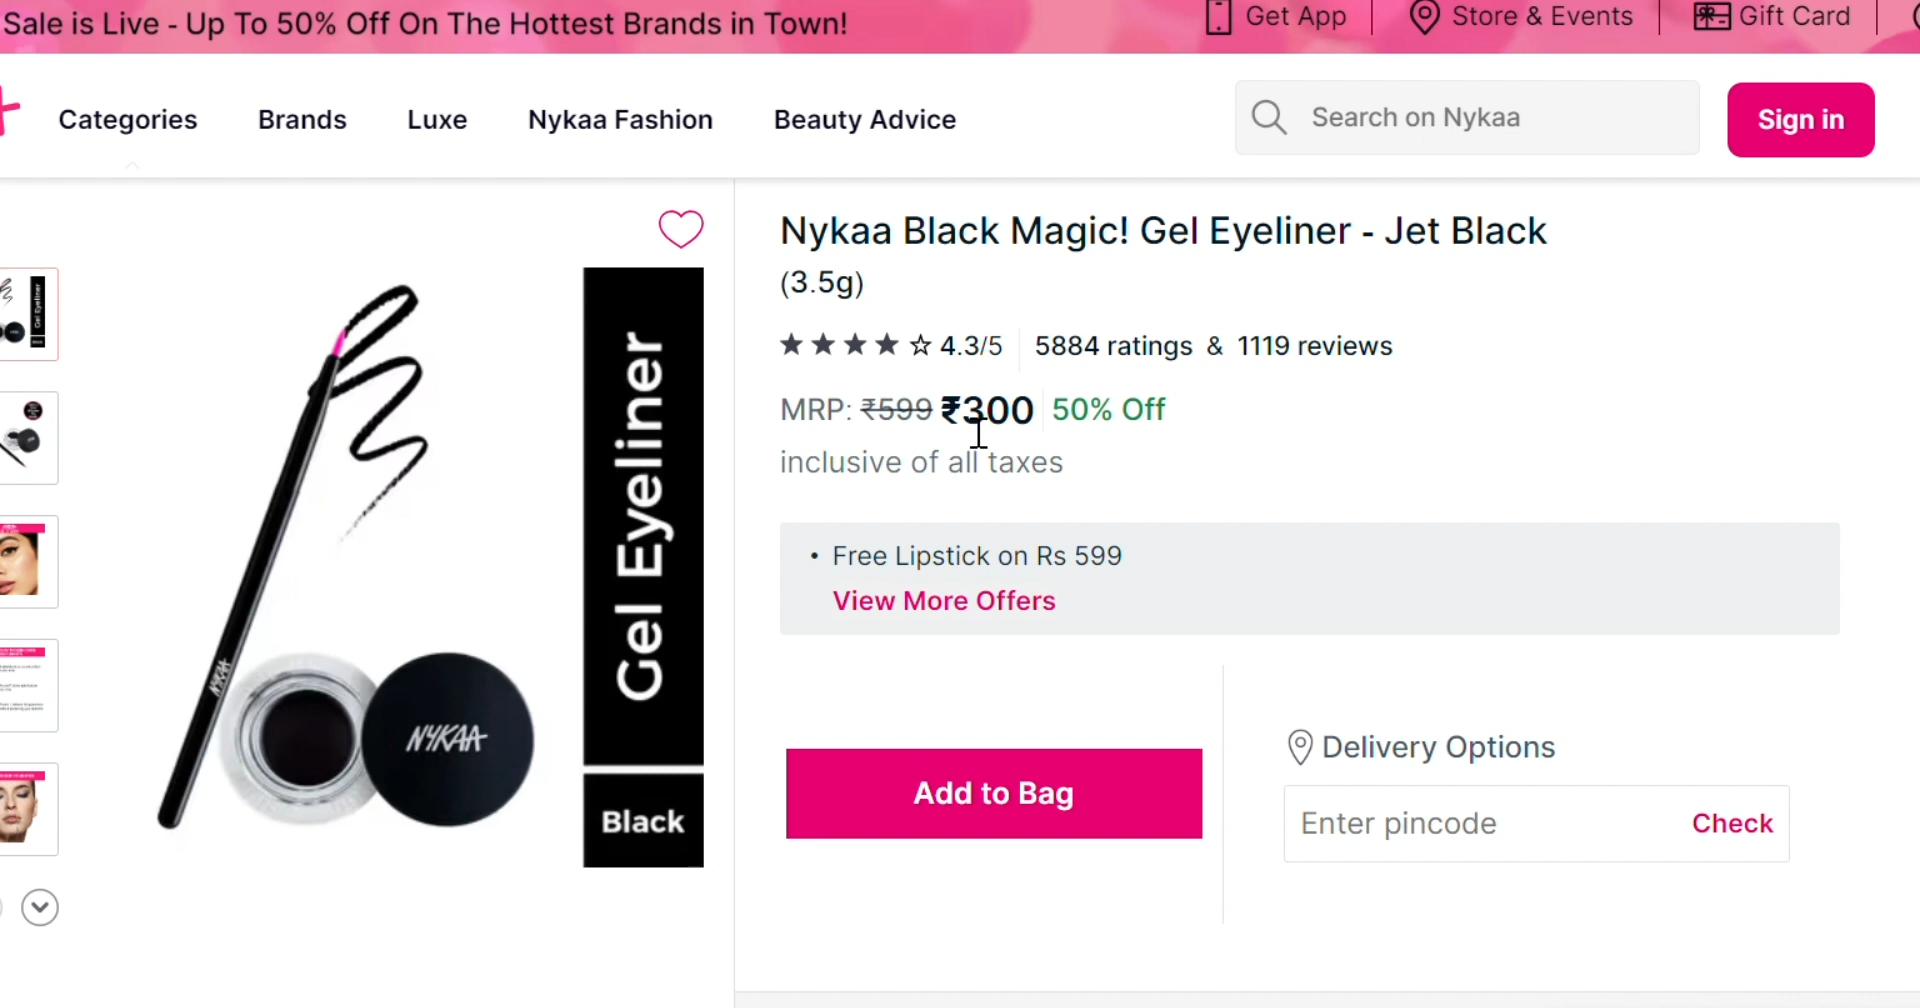 Sale is Live - Up To 50% Off On The Hottest Brands in Town!
Get App
Store & Events
Gift Card
Categories
Brands
Luxe
Nykaa Fashion
Beauty Advice
Search on Nykaa
Sign in
Nykaa Black Magic! Gel Eyeliner - Jet Black
(3.5g)
4.3/5
5884 ratings & 1119 reviews
MRP: ₹599 ₹300 50% Off
inclusive of all taxes
• Free Lipstick on Rs 599
View More Offers
Add to Bag
Delivery Options
Enter pincode
Check
Gel Eyeliner
Black
NYKAA
NYKAA
Gel Eyeliner